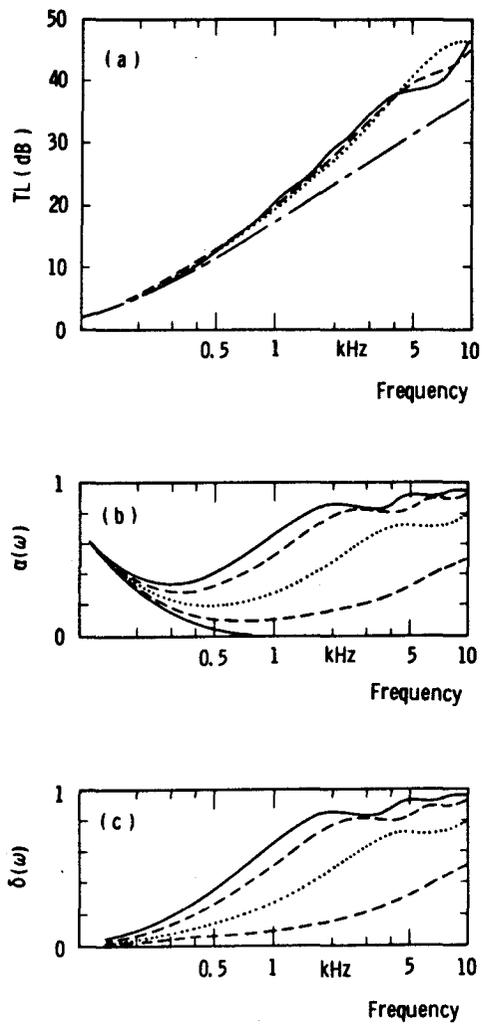 50
(a)
40
30
TL (dB)
20
10
0
0.5 1 kHz 5 10
Frequency
1
(b)
α(ω)
0
0.5 1 kHz 5 10
Frequency
1
(c)
δ(ω)
0
0.5 1 kHz 5 10
Frequency